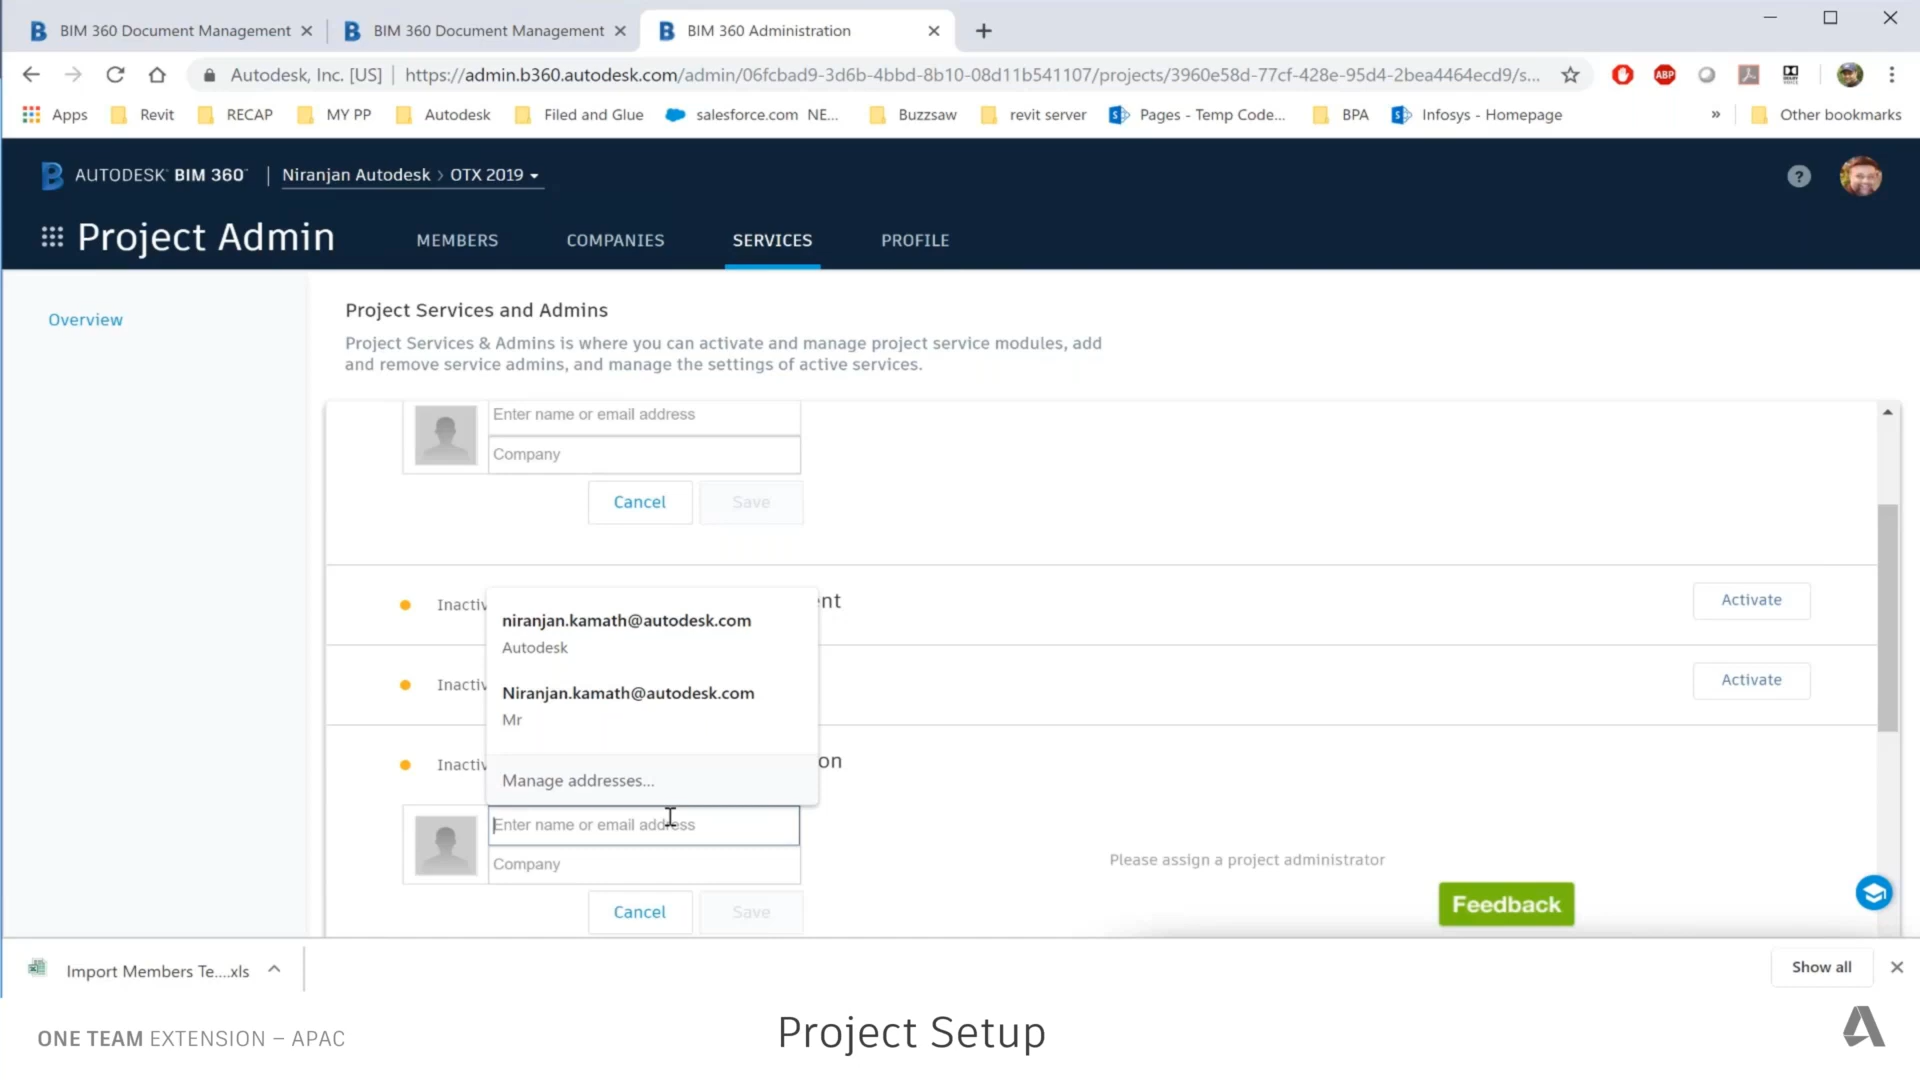 BIM 360 Document Management
BIM 360 Document Management
BIM 360 Administration
Autodesk, Inc. [US] | https://admin.b360.autodesk.com/admin/06fcbad9-3d6b-4bbd-8b10-08d11b541107/projects/3960e58d-77cf-428e-95d4-2bea4464ecd9/s...
ABP
Apps
Revit
RECAP
MY PP
Autodesk
Filed and Glue
salesforce.com NE...
Buzzsaw
revit server
Pages - Temp Code...
BPA
Infosys - Homepage
»
Other bookmarks
AUTODESK BIM 360
Niranjan Autodesk > OTX 2019
Project Admin
MEMBERS
COMPANIES
SERVICES
PROFILE
Overview
Project Services and Admins
Project Services & Admins is where you can activate and manage project service modules, add
and remove service admins, and manage the settings of active services.
Enter name or email address
Company
Cancel
Save
Inactiv
nt
Activate
niranjan.kamath@autodesk.com
Autodesk
Inactiv
Activate
Niranjan.kamath@autodesk.com
Mr
Inactiv
on
Manage addresses...
Enter name or email address
Company
Please assign a project administrator
Cancel
Save
Feedback
Import Members Te....xls
Show all
ONE TEAM EXTENSION – APAC
Project Setup